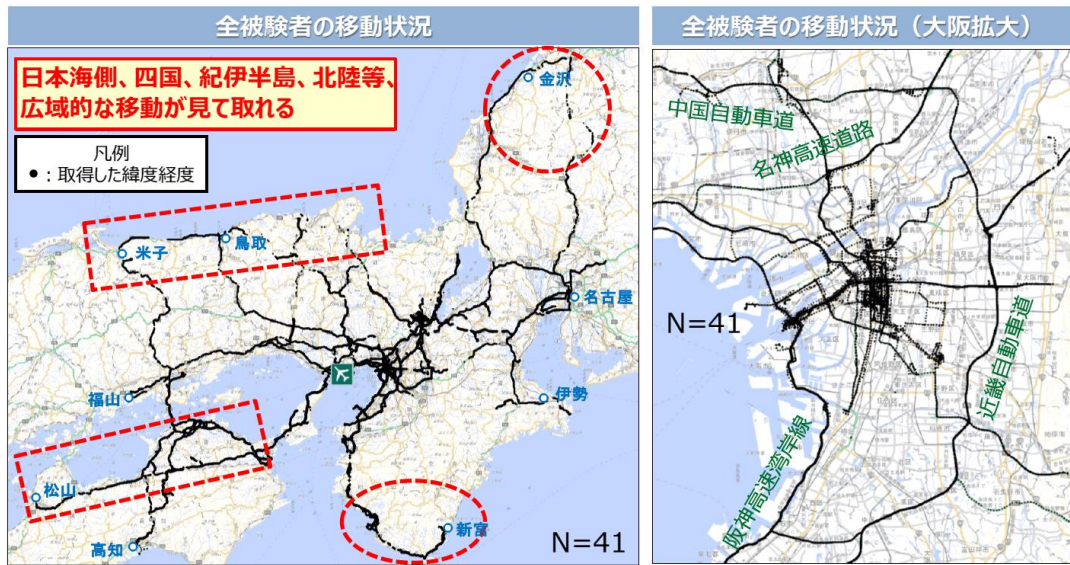 全被験者の移動状況
日本海側、四国、紀伊半島、北陸等、
広域的な移動が見て取れる
凡例
●：取得した緯度経度
金沢
鳥取
米子
名古屋
福山
伊勢
松山
新宮
高知
N=41
全被験者の移動状況（大阪拡大）
中国自動車道
名神高速道路
N=41
近畿自動車道
阪神高速湾岸線